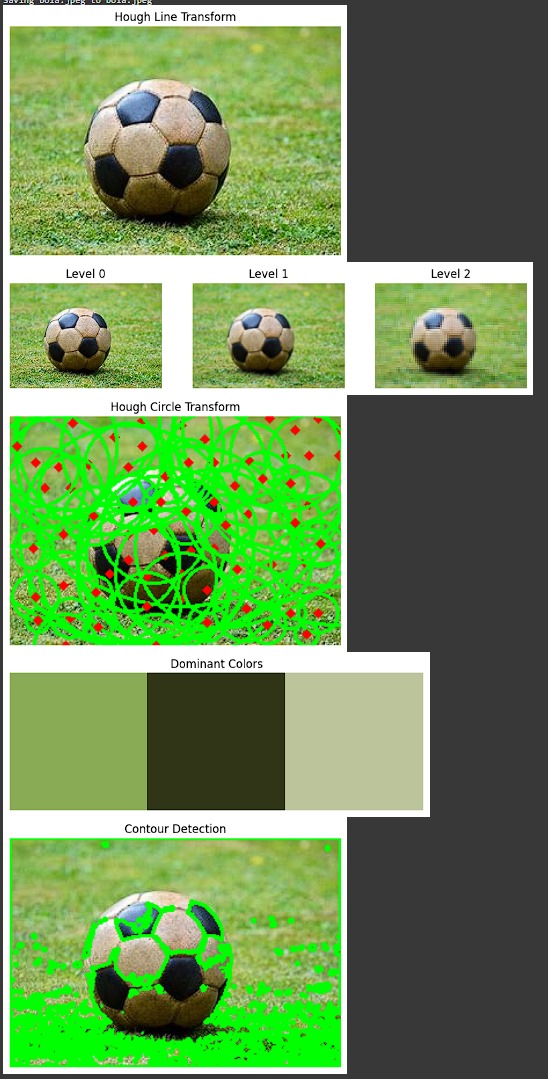 Saving bola.jpeg to bola.jpeg
Hough Line Transform
Level 0 Level 1 Level 2
Hough Circle Transform
Dominant Colors
Contour Detection